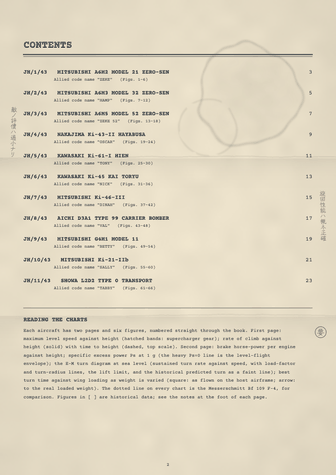 CONTENTS
JH/1/43 MITSUBISHI A6M2 MODEL 21 ZERO-SEN 3
Allied code name "ZEKE" (Figs. 1-6)
JH/2/43 MITSUBISHI A6M3 MODEL 32 ZERO-SEN 5
Allied code name "HAMP" (Figs. 7-12)
JH/3/43 MITSUBISHI A6M5 MODEL 52 ZERO-SEN 7
Allied code name "ZEKE 52" (Figs. 13-18)
JH/4/43 NAKAJIMA Ki-43-II HAYABUSA 9
Allied code name "OSCAR" (Figs. 19-24)
JH/5/43 KAWASAKI Ki-61-I HIEN 11
Allied code name "TONY" (Figs. 25-30)
JH/6/43 KAWASAKI Ki-45 KAI TORYU 13
Allied code name "NICK" (Figs. 31-36)
JH/7/43 MITSUBISHI Ki-46-III 15
Allied code name "DINAH" (Figs. 37-42)
JH/8/43 AICHI D3A1 TYPE 99 CARRIER BOMBER 17
Allied code name "VAL" (Figs. 43-48)
JH/9/43 MITSUBISHI G4M1 MODEL 11 19
Allied code name "BETTY" (Figs. 49-54)
JH/10/43 MITSUBISHI Ki-21-IIb 21
Allied code name "SALLY" (Figs. 55-60)
JH/11/43 SHOWA L2D2 TYPE 0 TRANSPORT 23
Allied code name "TABBY" (Figs. 61-66)
READING THE CHARTS
Each aircraft has two pages and six figures, numbered straight through the book. First page:
maximum level speed against height (hatched bands: supercharger gear); rate of climb against
height (solid) with time to height (dashed, top scale). Second page: brake horse-power per engine
against height; specific excess power Ps at 1 g (the heavy Ps=0 line is the level-flight
envelope); the E-M turn diagram at sea level (sustained turn rate against speed, with load-factor
and turn-radius lines, the lift limit, and the historical predicted turn as a faint line); best
turn time against wing loading as weight is varied (square: as flown on the host airframe; arrow:
to the real loaded weight). The dotted line on every chart is the Messerschmitt Bf 109 F-4, for
comparison. Figures in [ ] are historical data; see the notes at the foot of each page.
2